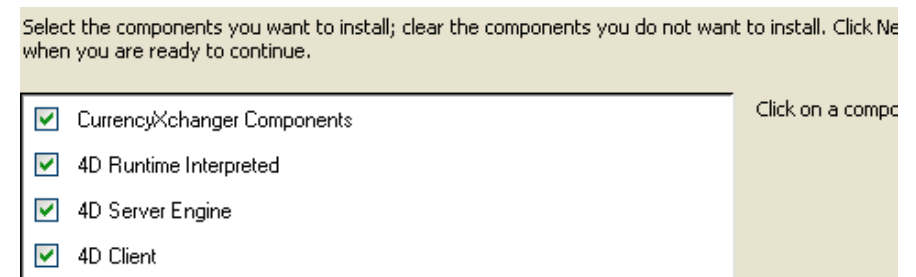 Select the components you want to install; clear the components you do not want to install. Click Ne
when you are ready to continue.
CurrencyXchanger Components
Click on a compo
4D Runtime Interpreted
4D Server Engine
4D Client